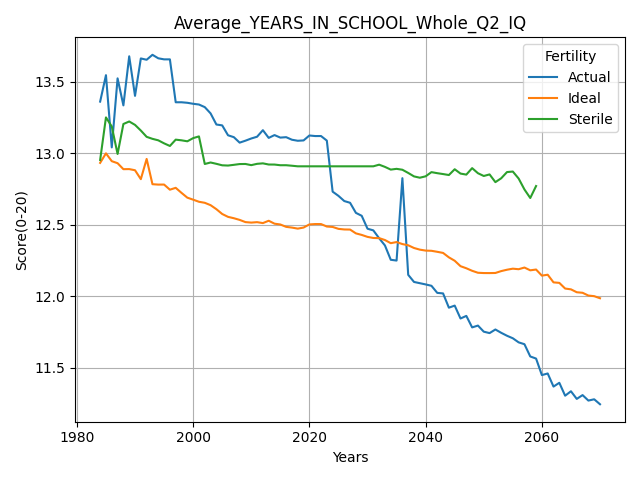 Average_YEARS_IN_SCHOOL_Whole_Q2_IQ
Fertility
Actual
Ideal
Sterile
Score(0-20)
13.5
13.0
12.5
12.0
11.5
1980
2000
2020
2040
2060
Years